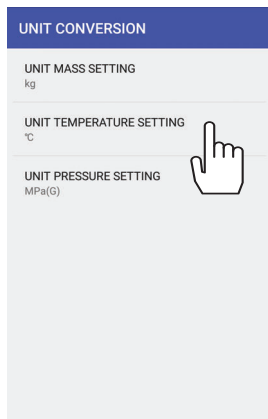 UNIT CONVERSION
UNIT MASS SETTING
kg
UNIT TEMPERATURE SETTING
℃
UNIT PRESSURE SETTING
MPa(G)